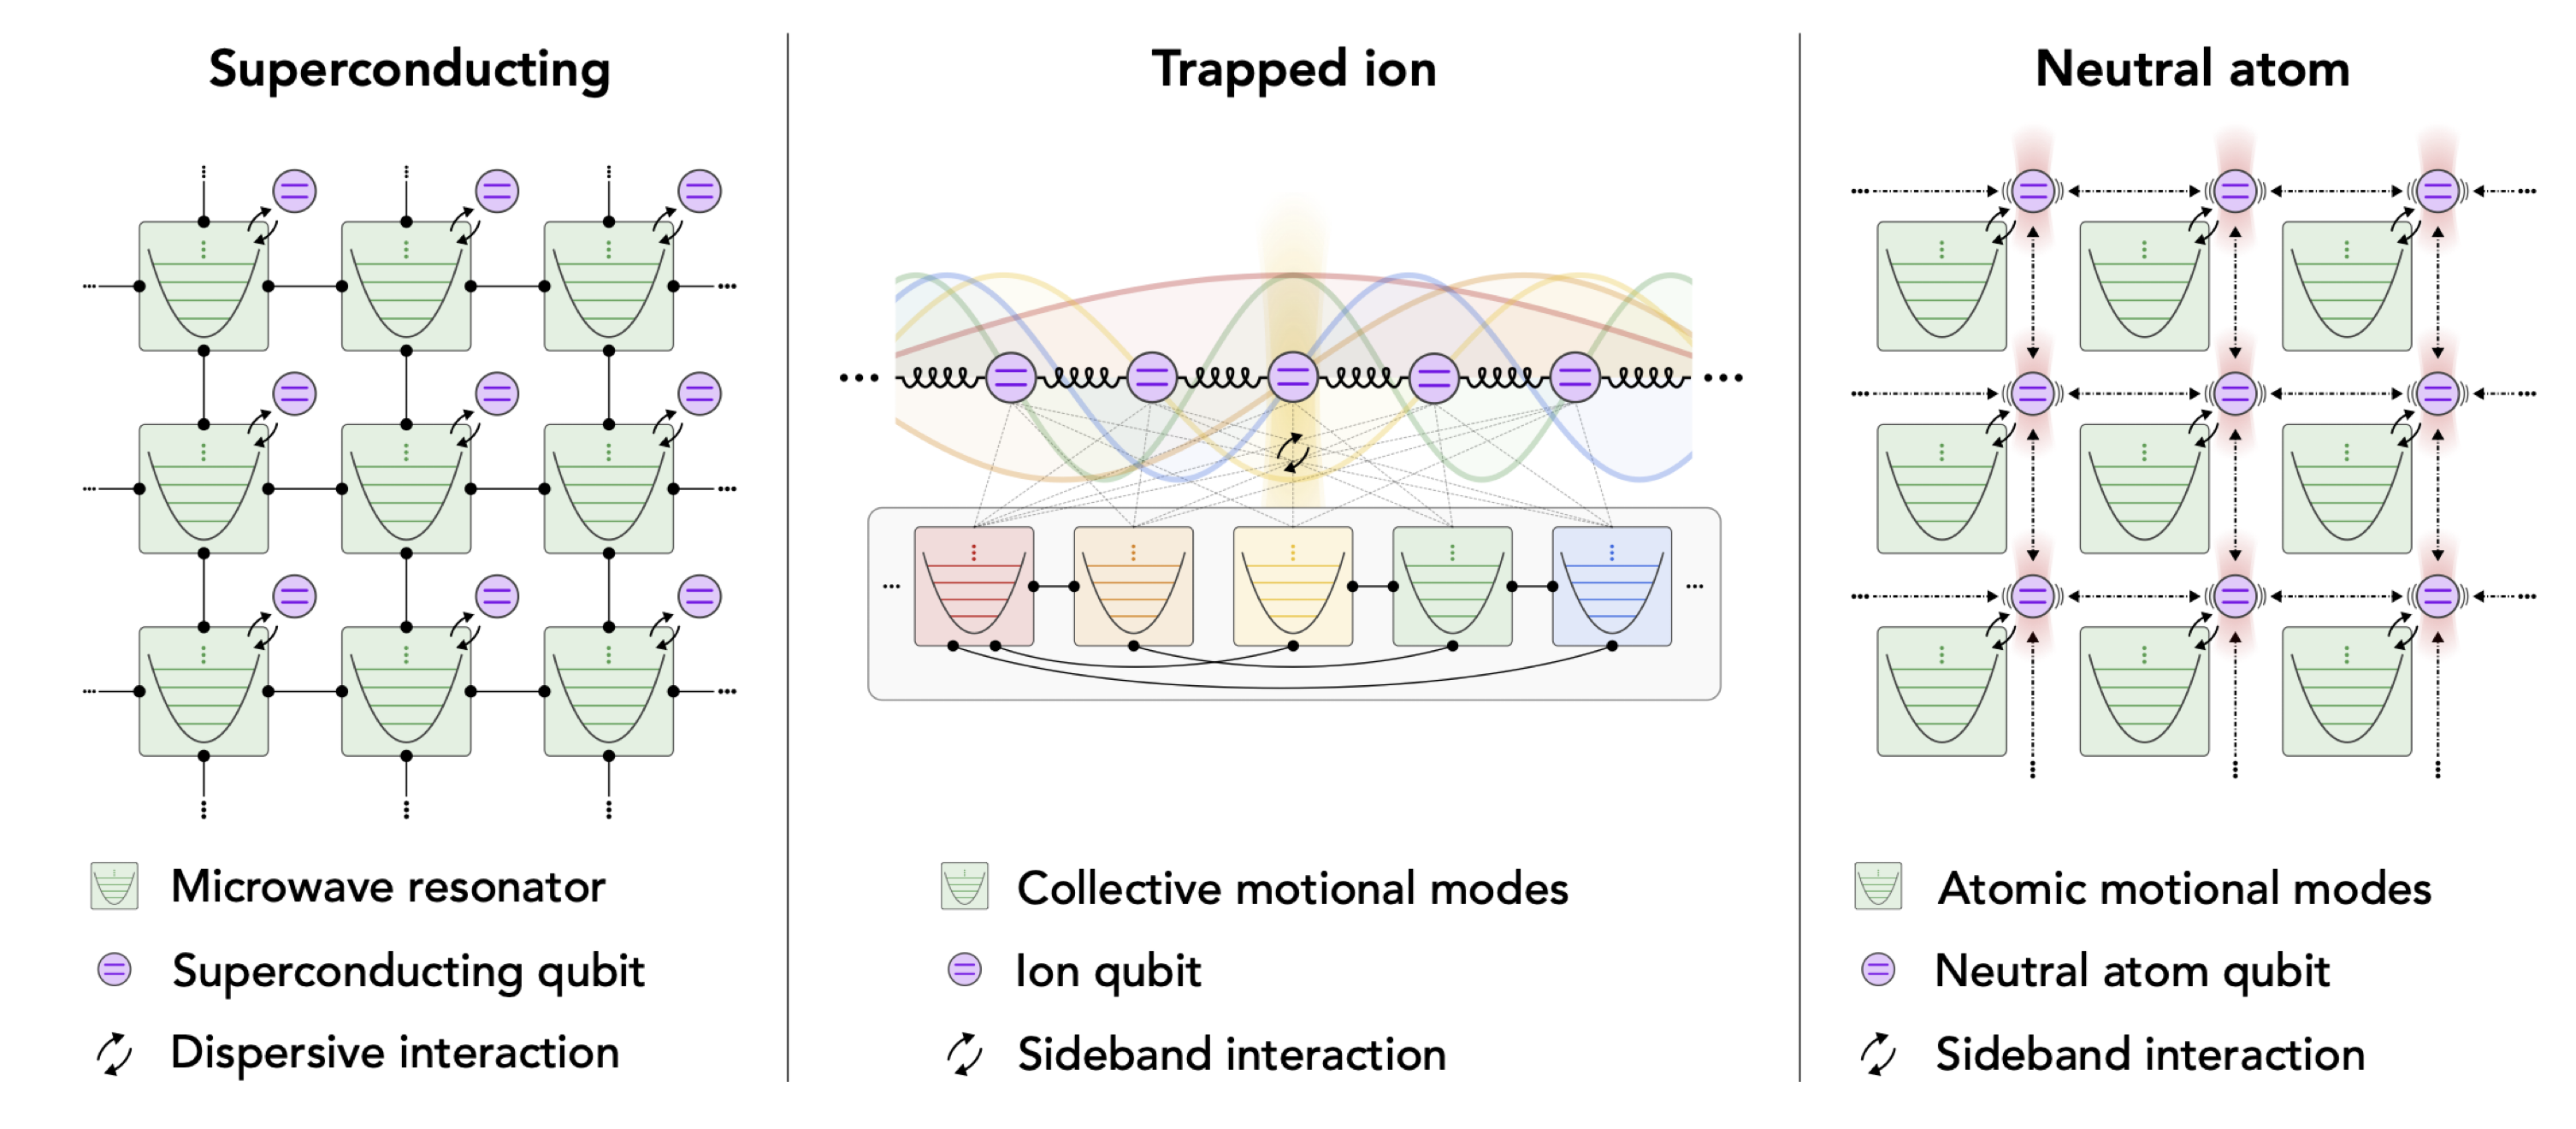 Superconducting
Microwave resonator
Superconducting qubit
Dispersive interaction
Trapped ion
Collective motional modes
Ion qubit
Sideband interaction
Neutral atom
Atomic motional modes
Neutral atom qubit
Sideband interaction